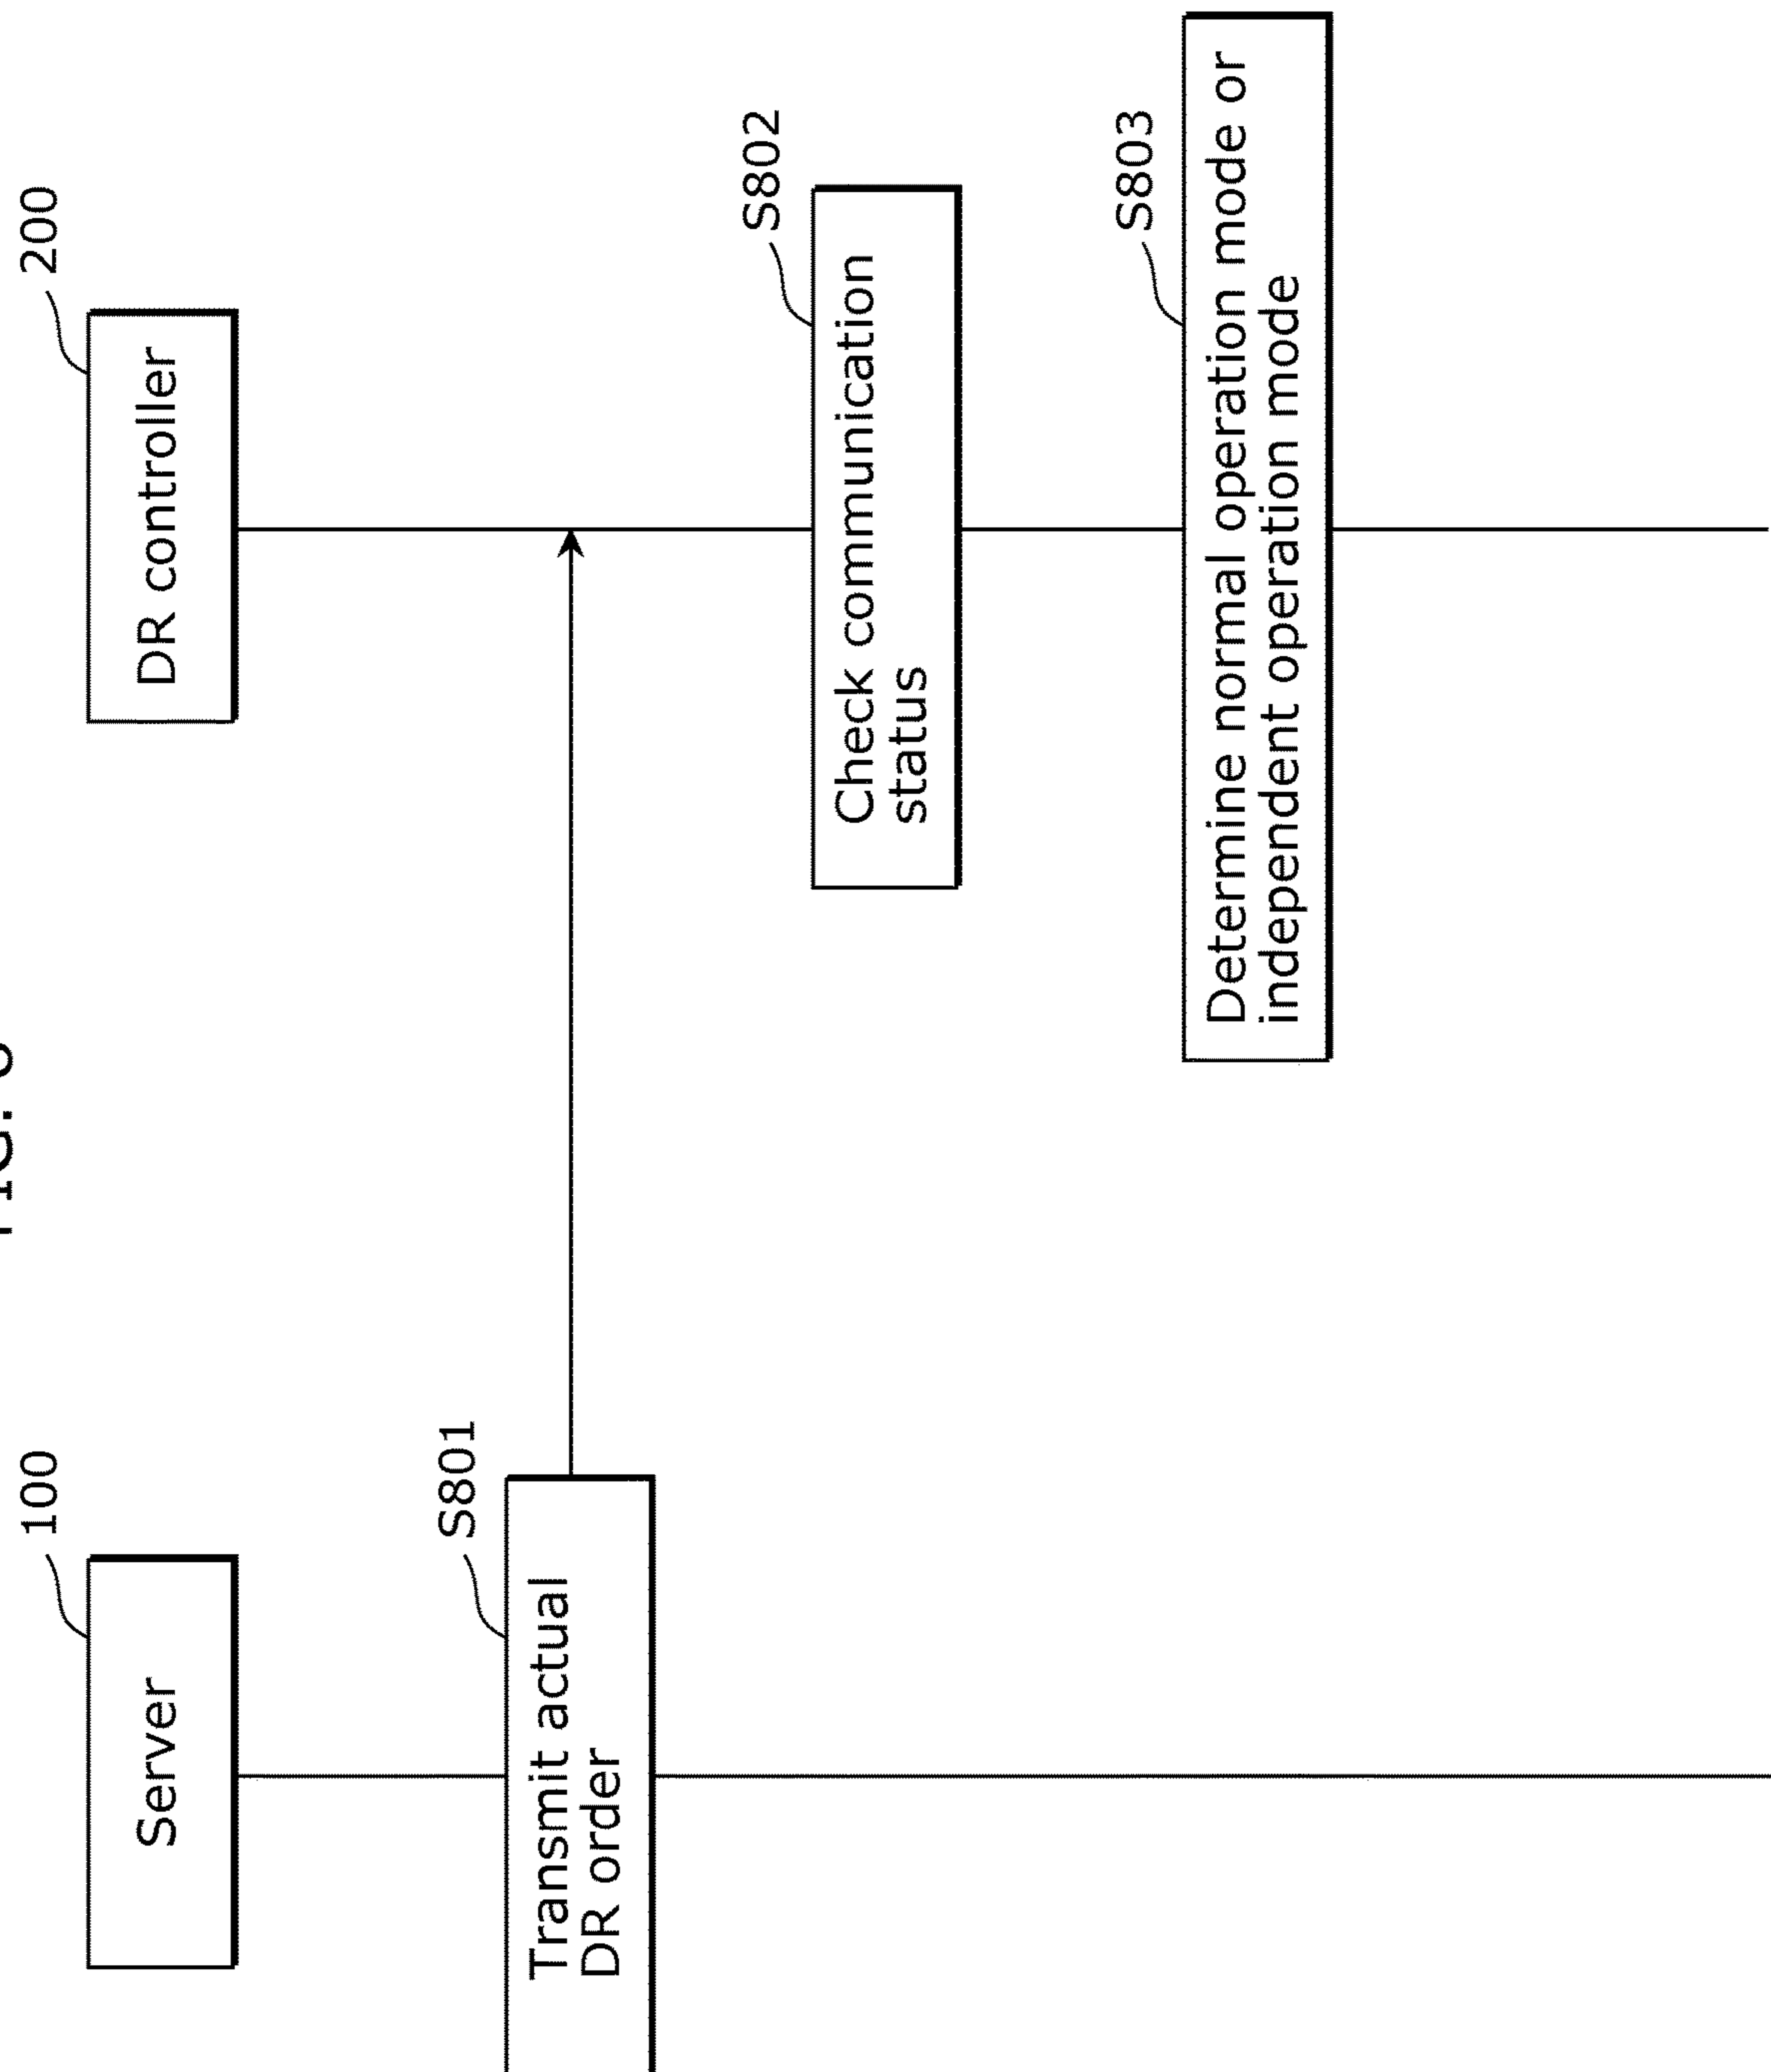 100
200
Server
DR controller
S801
Transmit actual
DR order
S802
Check communication
status
S803
Determine normal operation mode or
independent operation mode